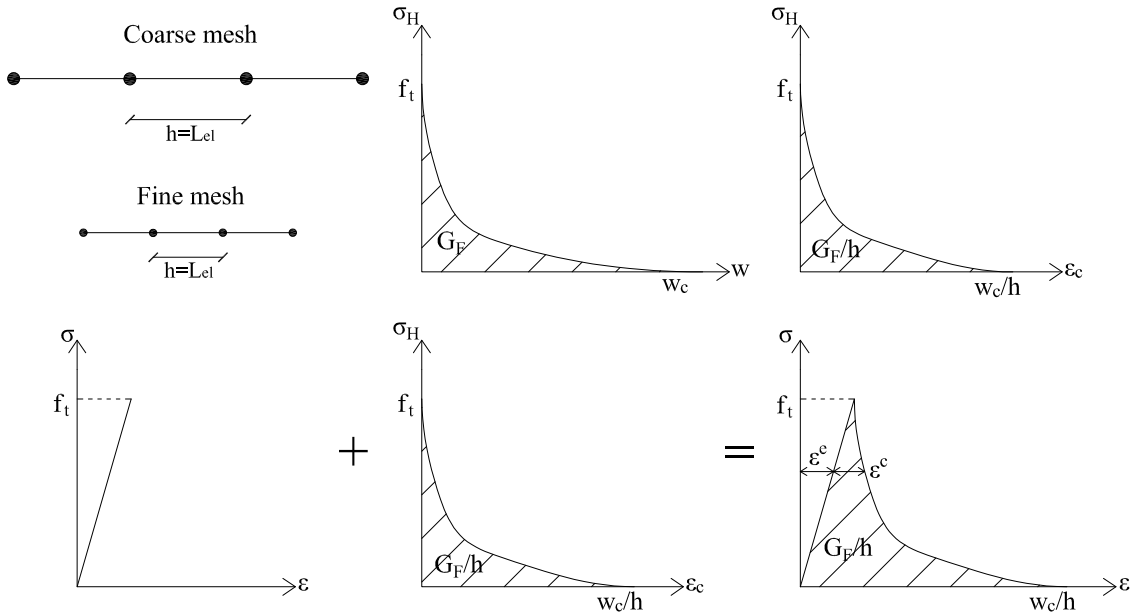 Coarse mesh
h=Lel
Fine mesh
h=Lel
σH
ft
GF
w
wc
σH
ft
GF/h
εc
wc/h
σ
ft
ε
+
σH
ft
GF/h
εc
wc/h
=
σ
ft
εe
εc
GF/h
ε
wc/h